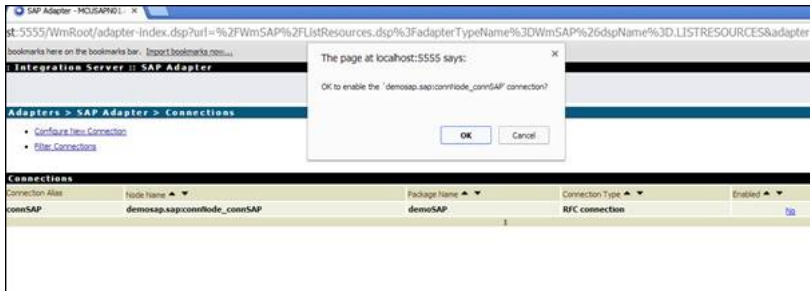 SAP Adapter - MCUSAPN01.
st:5555/WmRoot/adapter-index.dsp?url=%2FWmSAP%2FListResources.dsp%3FadapterTypeName%3DWmSAP%26dspName%3D.LISTRESOURCES&adapter
bookmarks here on the bookmarks bar. Import bookmarks now...
: Integration Server :: SAP Adapter
The page at localhost:5555 says:
OK to enable the `demosap.sap:connNode_connSAP' connection?
OK Cancel
Adapters > SAP Adapter > Connections
Configure New Connection
Filter Connections
Connections
Connection Alias Node Name Package Name Connection Type Enabled
connSAP demosap.sap:connNode_connSAP demoSAP RFC connection No
1